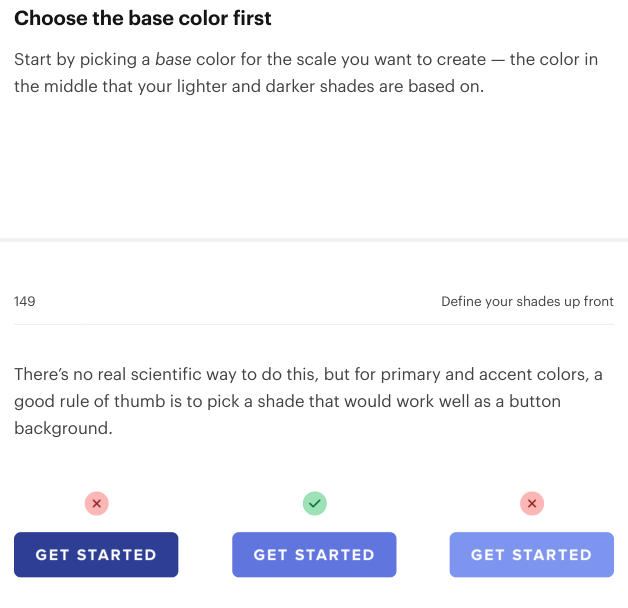 Choose the base color first
Start by picking a base color for the scale you want to create — the color in
the middle that your lighter and darker shades are based on.
149
Define your shades up front
There’s no real scientific way to do this, but for primary and accent colors, a
good rule of thumb is to pick a shade that would work well as a button
background.
GET STARTED
GET STARTED
GET STARTED